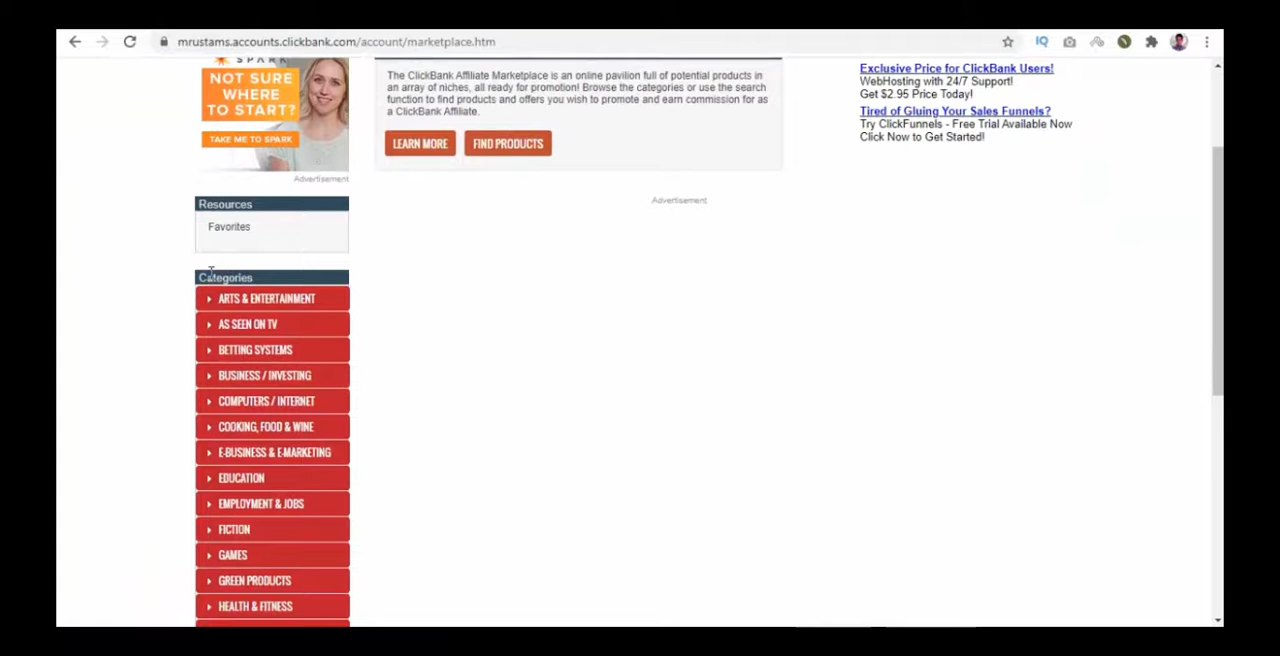 mrustams.accounts.clickbank.com/account/marketplace.htm
IQ
SPARK
NOT SURE
WHERE
TO START?
TAKE ME TO SPARK
Advertisement
The ClickBank Affiliate Marketplace is an online pavilion full of potential products in
an array of niches, all ready for promotion! Browse the categories or use the search
function to find products and offers you wish to promote and earn commission for as
a ClickBank Affiliate.
LEARN MORE
FIND PRODUCTS
Exclusive Price for ClickBank Users!
WebHosting with 24/7 Support!
Get $2.95 Price Today!
Tired of Gluing Your Sales Funnels?
Try ClickFunnels - Free Trial Available Now
Click Now to Get Started!
Advertisement
Resources
Favorites
Categories
ARTS & ENTERTAINMENT
AS SEEN ON TV
BETTING SYSTEMS
BUSINESS / INVESTING
COMPUTERS / INTERNET
COOKING, FOOD & WINE
E-BUSINESS & E-MARKETING
EDUCATION
EMPLOYMENT & JOBS
FICTION
GAMES
GREEN PRODUCTS
HEALTH & FITNESS